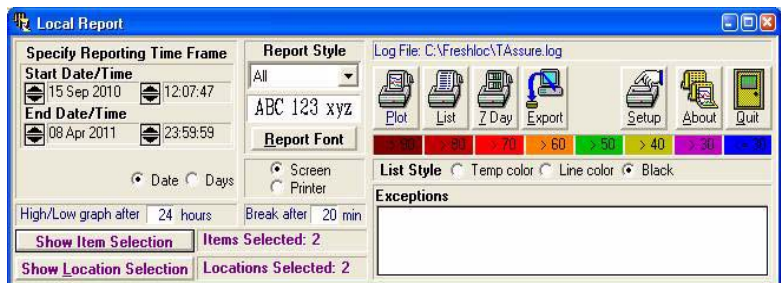 Local Report
Specify Reporting Time Frame
Start Date/Time
15 Sep 2010 12:07:47
End Date/Time
08 Apr 2011 23:59:59
Date Days
High/Low graph after 24 hours
Show Item Selection Items Selected: 2
Show Location Selection Locations Selected: 2
Report Style
All
ABC 123 xyz
Report Font
Screen
Printer
Break after 20 min
Log File: C:\Freshloc\TAssure.log
Plot List 7 Day Export Setup About Quit
> 90 > 80 > 70 > 60 > 50 > 40 > 30
List Style Temp color Line color Black
Exceptions